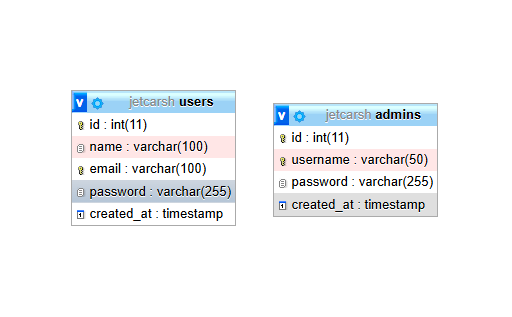 v jetcarsh users
id : int(11)
name : varchar(100)
email : varchar(100)
password : varchar(255)
created_at : timestamp
v jetcarsh admins
id : int(11)
username : varchar(50)
password : varchar(255)
created_at : timestamp